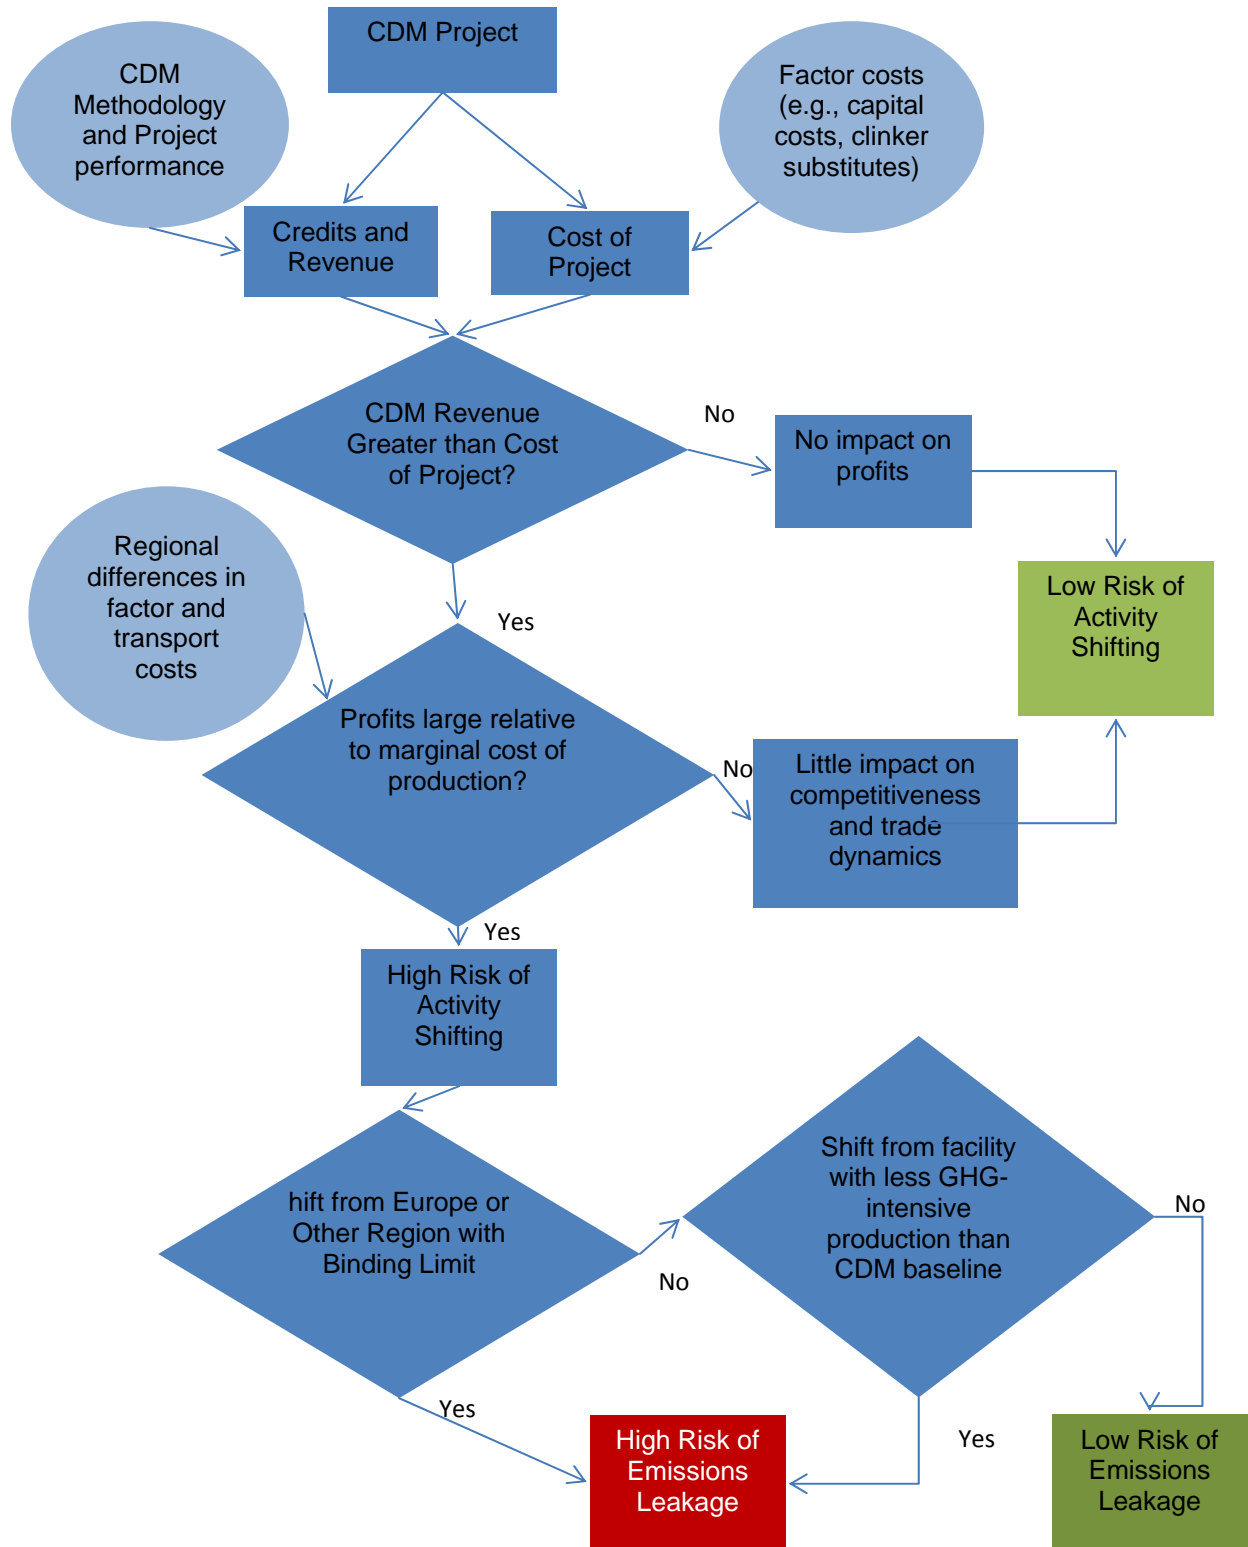 CDM Project
CDM
Methodology
and Project
performance
Factor costs
(e.g., capital
costs, clinker
substitutes)
Credits and
Revenue
Cost of
Project
CDM Revenue
Greater than Cost
of Project?
No
No impact on
profits
Regional
differences in
factor and
transport
costs
Yes
Low Risk of
Activity
Shifting
Profits large relative
to marginal cost of
production?
No
Little impact on
competitiveness
and trade
dynamics
Yes
High Risk of
Activity
Shifting
hift from Europe or
Other Region with
Binding Limit
No
Shift from facility
with less GHG-
intensive
production than
CDM baseline
No
Yes
Yes
High Risk of
Emissions
Leakage
Low Risk of
Emissions
Leakage